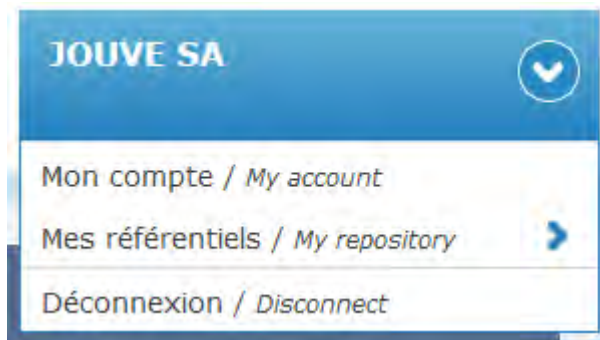 JOUVE SA
Mon compte / My account
Mes référentiels / My repository
Déconnexion / Disconnect